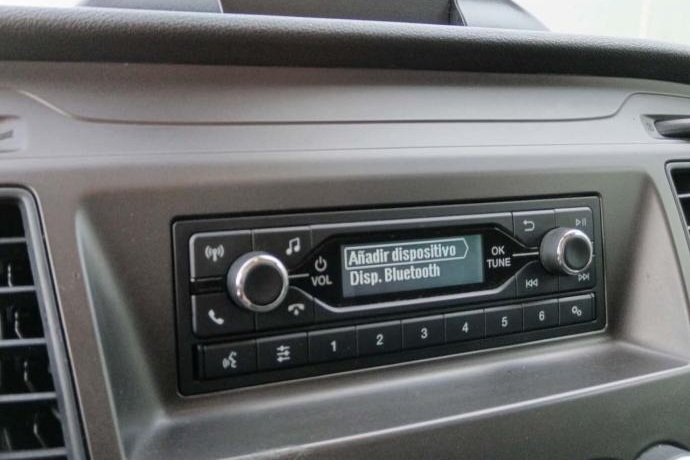 Añadir dispositivo
Disp. Bluetooth
VOL
OK
TUNE
1 2 3 4 5 6